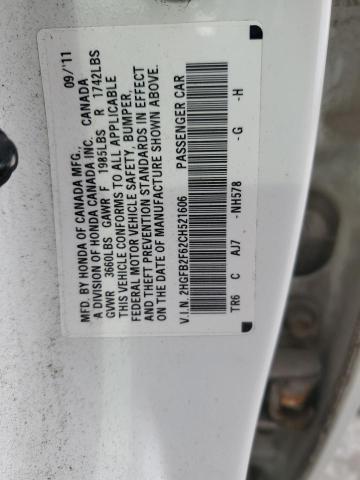 MFD. BY HONDA OF CANADA MFG., 09/'11
A DIVISION OF HONDA CANADA INC. CANADA
GVWR 3660LBS GAWR F 1985LBS R 1742LBS
THIS VEHICLE CONFORMS TO ALL APPLICABLE
FEDERAL MOTOR VEHICLE SAFETY, BUMPER,
AND THEFT PREVENTION STANDARDS IN EFFECT
ON THE DATE OF MANUFACTURE SHOWN ABOVE.
V.I.N. 2HGFB2F62CH521606 PASSENGER CAR
TR6 C AJ7 -NH578 -G -H